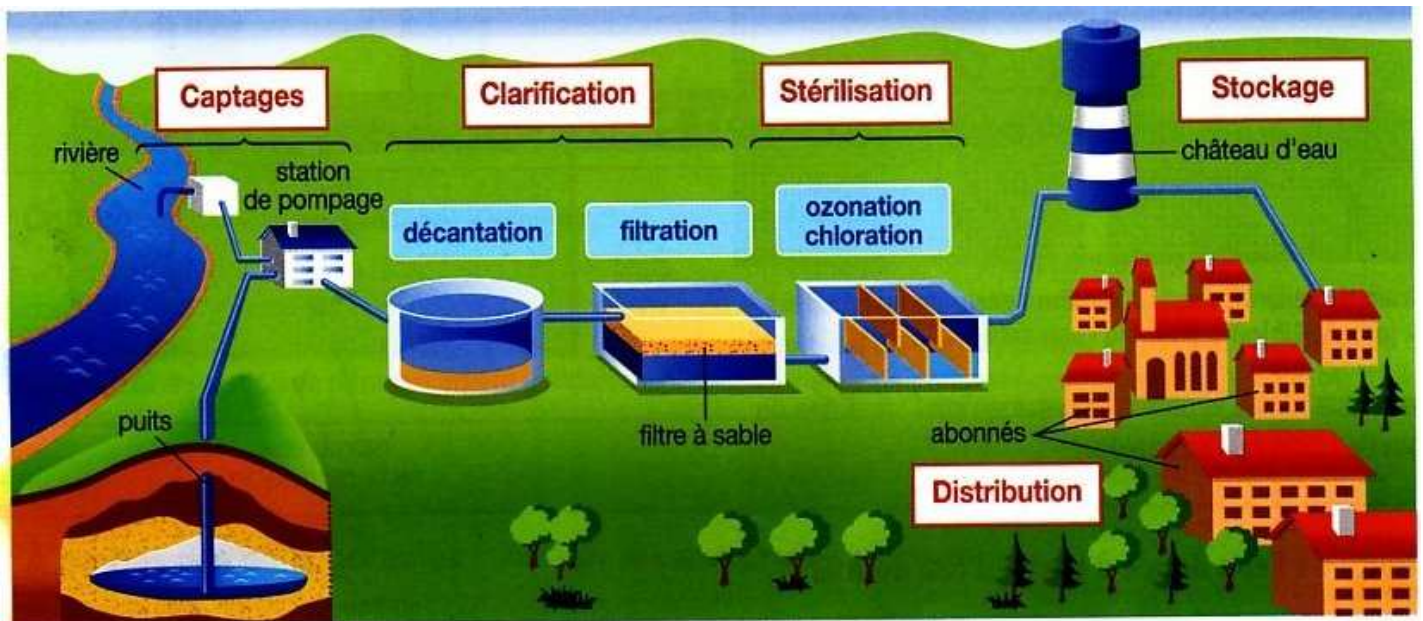 Captages
Clarification
Stérilisation
Stockage
rivière
station
de pompage
château d'eau
décantation
filtration
ozonation
chloration
puits
filtre à sable
abonnés
Distribution